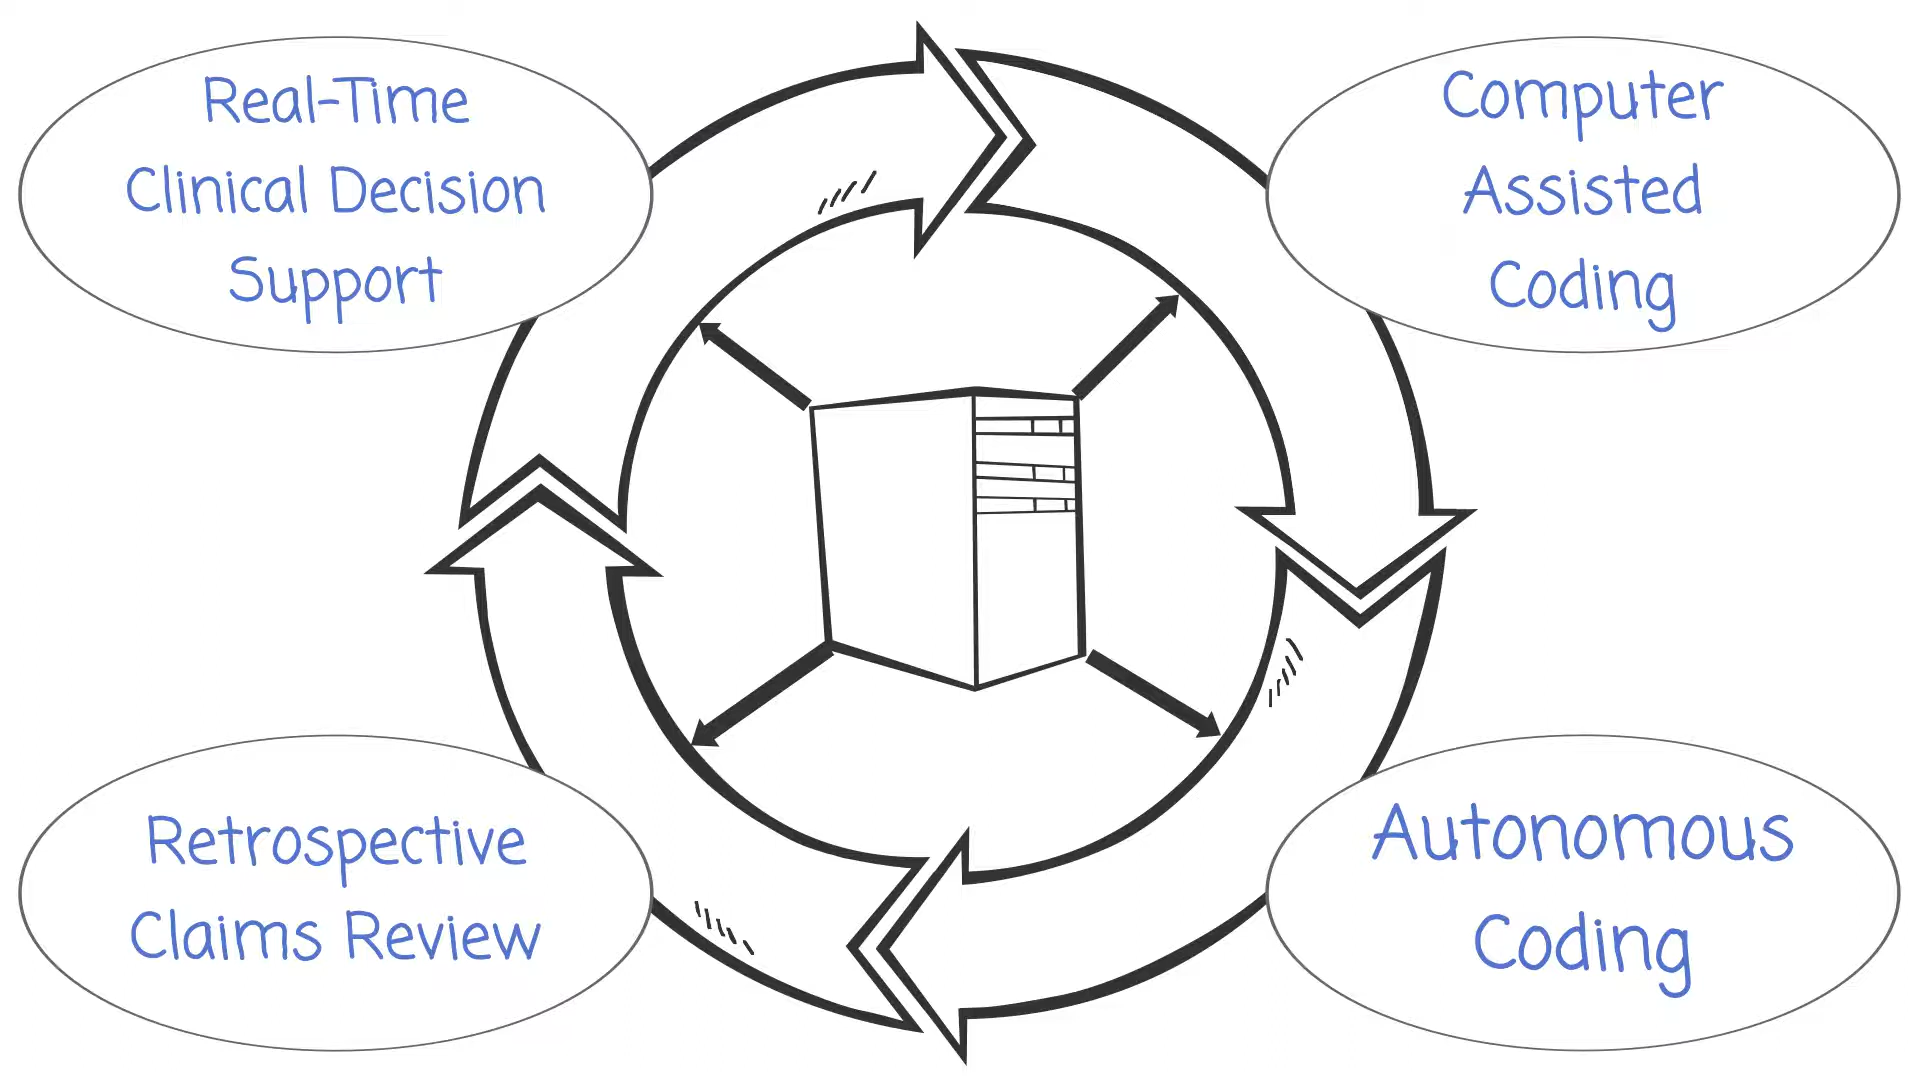 Real-Time
Clinical Decision
Support
Computer
Assisted
Coding
Retrospective
Claims Review
Autonomous
Coding